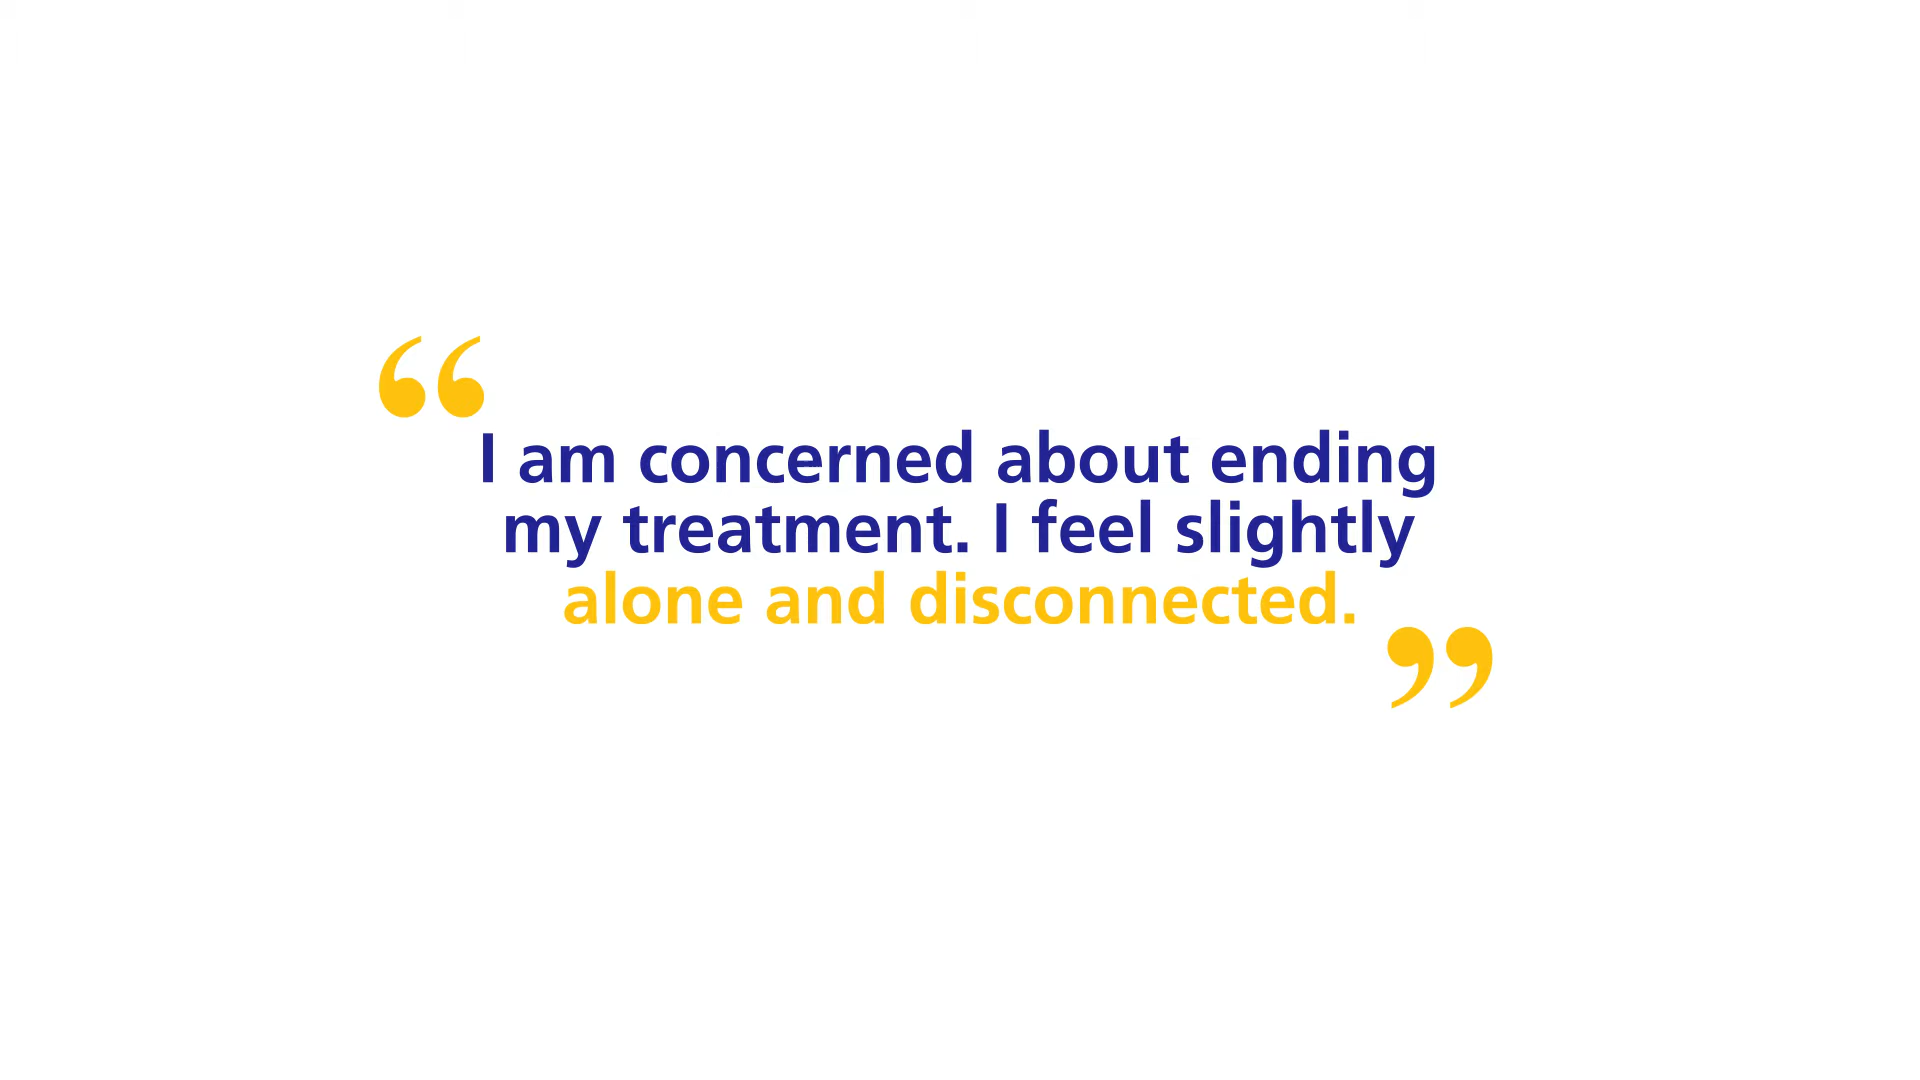 “I am concerned about ending
my treatment. I feel slightly
alone and disconnected.”